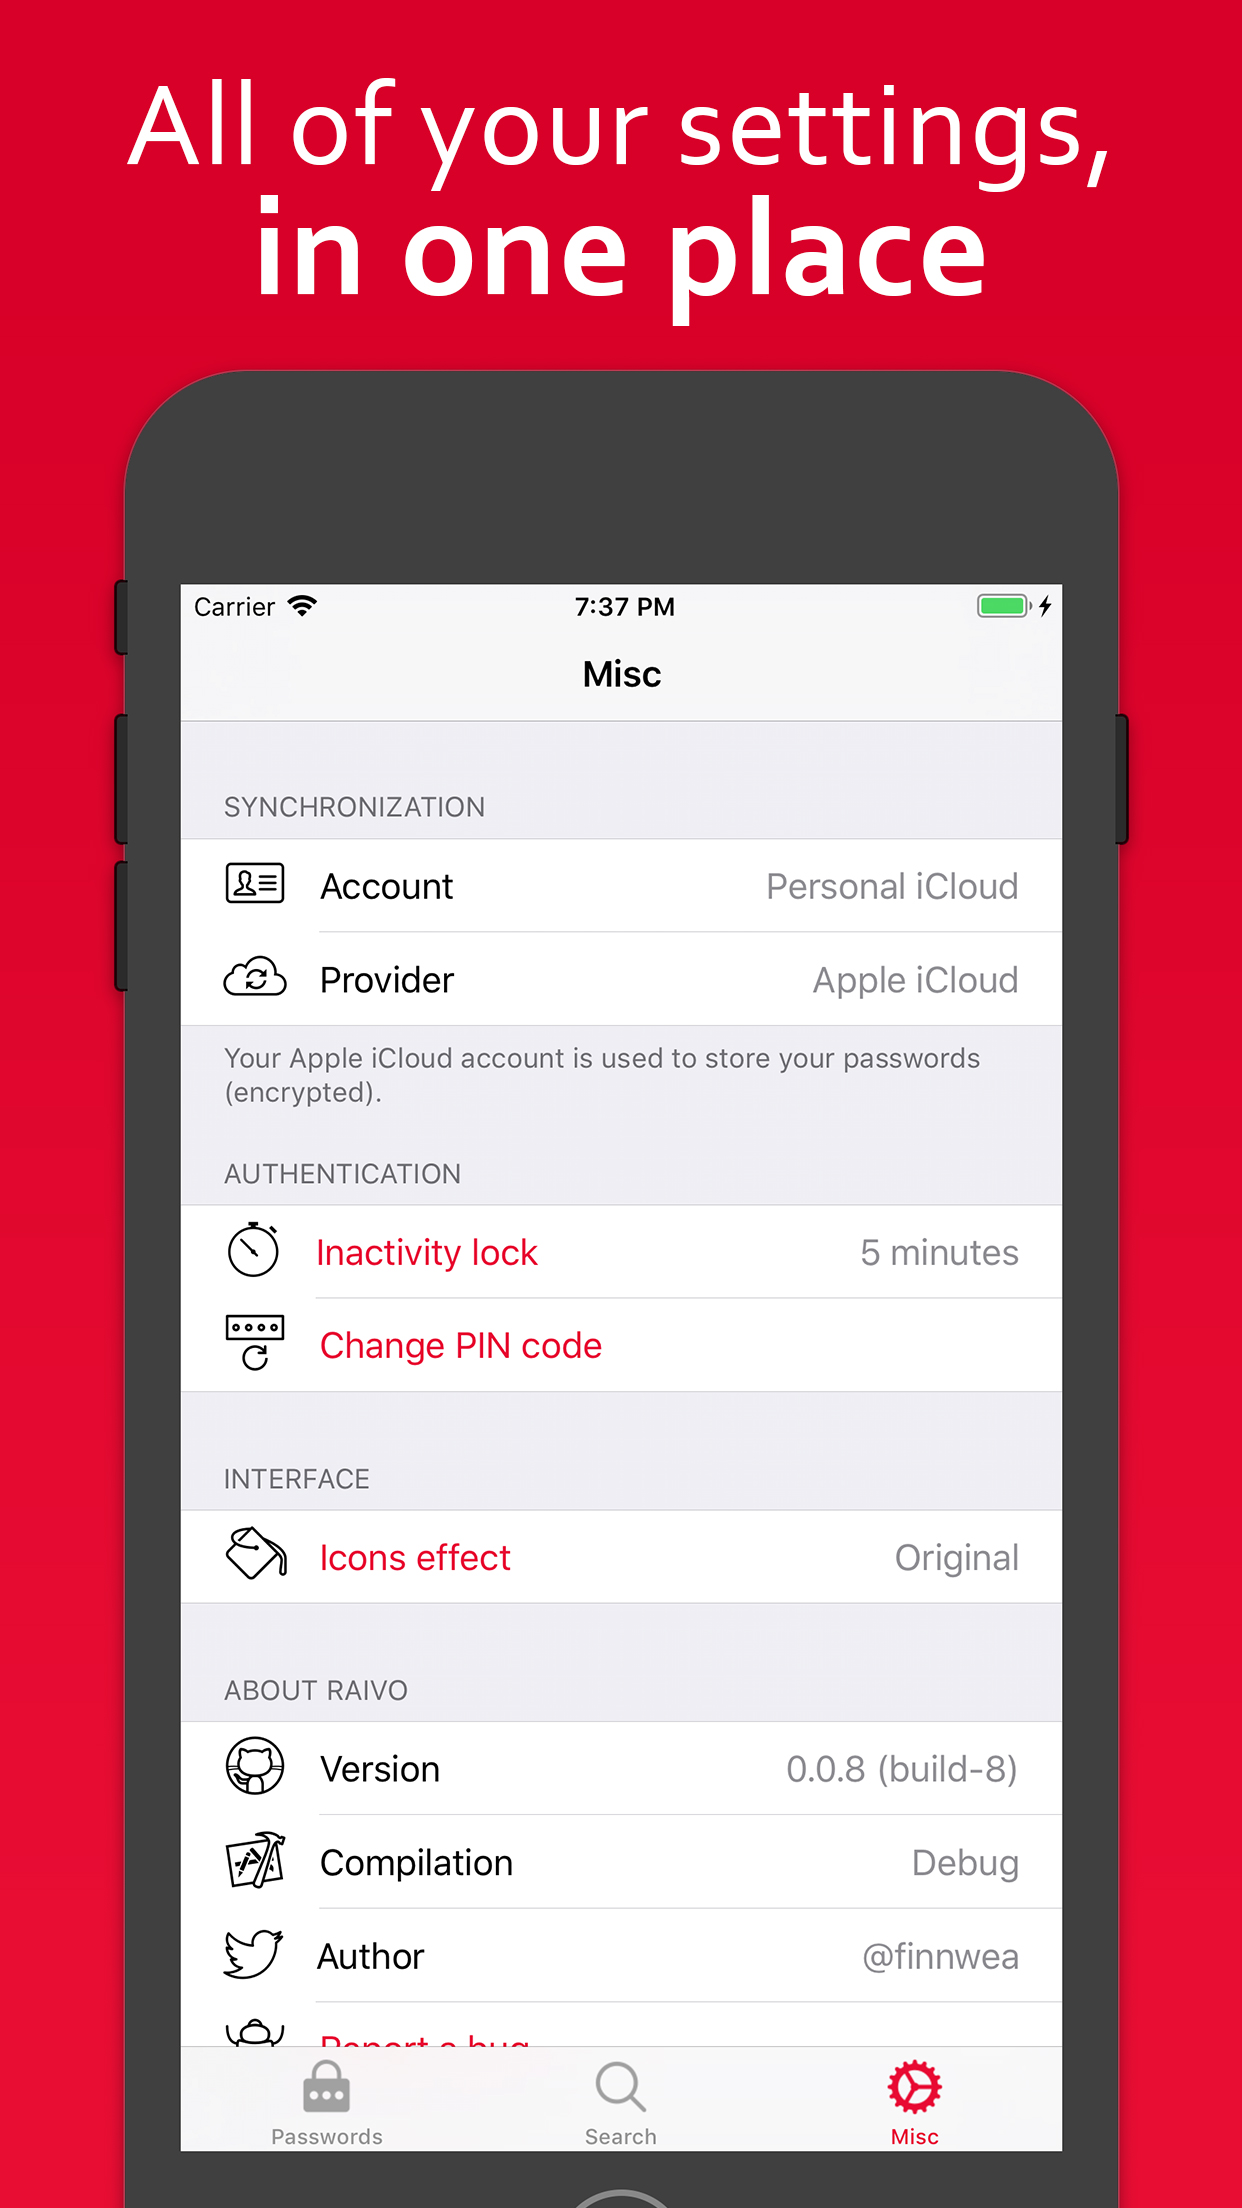 All of your settings,
in one place
Carrier 7:37 PM
Misc
SYNCHRONIZATION
Account Personal iCloud
Provider Apple iCloud
Your Apple iCloud account is used to store your passwords
(encrypted).
AUTHENTICATION
Inactivity lock 5 minutes
Change PIN code
INTERFACE
Icons effect Original
ABOUT RAIVO
Version 0.0.8 (build-8)
Compilation Debug
Author @finnwea
Report a bug
Passwords Search Misc